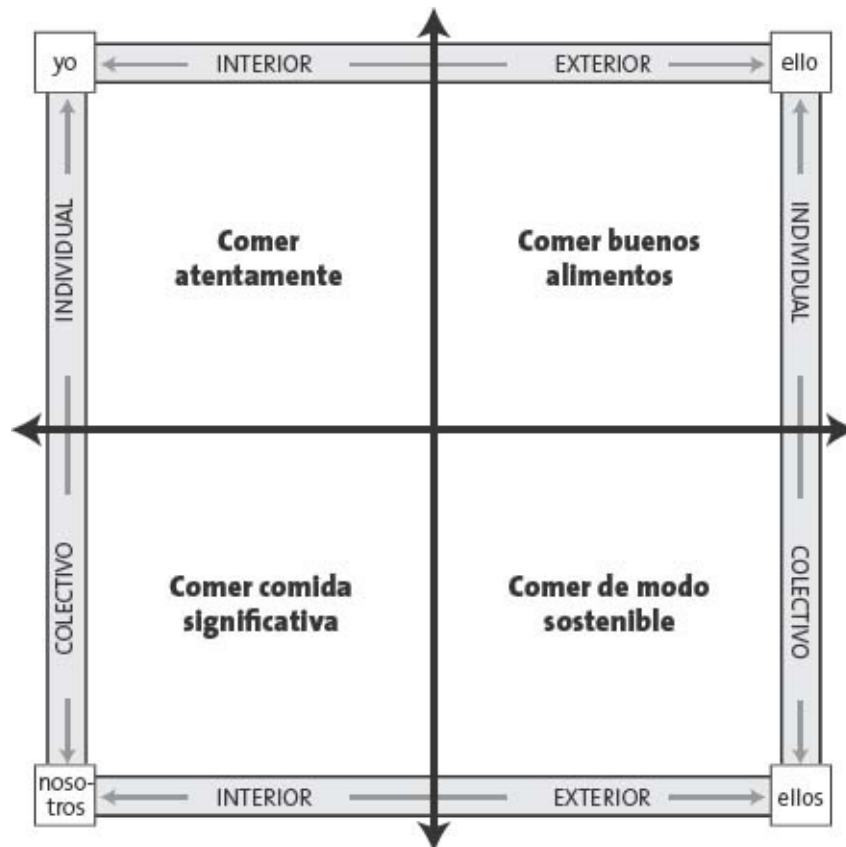 yo
INTERIOR
EXTERIOR
ello
INDIVIDUAL
INDIVIDUAL
Comer
atentamente
Comer buenos
alimentos
COLECTIVO
COLECTIVO
Comer comida
significativa
Comer de modo
sostenible
noso-
tros
INTERIOR
EXTERIOR
ellos